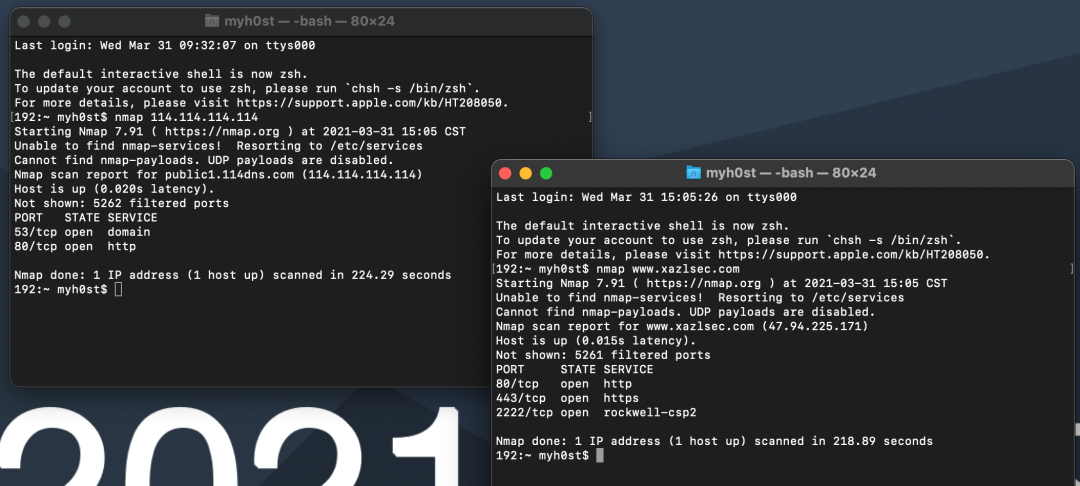 myh0st — -bash — 80×24
Last login: Wed Mar 31 09:32:07 on ttys000
The default interactive shell is now zsh.
To update your account to use zsh, please run `chsh -s /bin/zsh`.
For more details, please visit https://support.apple.com/kb/HT208050.
[192:~ myh0st$ nmap 114.114.114.114 ]
Starting Nmap 7.91 ( https://nmap.org ) at 2021-03-31 15:05 CST
Unable to find nmap-services!  Resorting to /etc/services
Cannot find nmap-payloads. UDP payloads are disabled.
Nmap scan report for public1.114dns.com (114.114.114.114)
Host is up (0.020s latency).
Not shown: 5262 filtered ports
PORT   STATE SERVICE
53/tcp open  domain
80/tcp open  http
Nmap done: 1 IP address (1 host up) scanned in 224.29 seconds
192:~ myh0st$
myh0st — -bash — 80×24
Last login: Wed Mar 31 15:05:26 on ttys000
The default interactive shell is now zsh.
To update your account to use zsh, please run `chsh -s /bin/zsh`.
For more details, please visit https://support.apple.com/kb/HT208050.
[192:~ myh0st$ nmap www.xazlsec.com ]
Starting Nmap 7.91 ( https://nmap.org ) at 2021-03-31 15:05 CST
Unable to find nmap-services!  Resorting to /etc/services
Cannot find nmap-payloads. UDP payloads are disabled.
Nmap scan report for www.xazlsec.com (47.94.225.171)
Host is up (0.015s latency).
Not shown: 5261 filtered ports
PORT     STATE SERVICE
80/tcp   open  http
443/tcp  open  https
2222/tcp open  rockwell-csp2
Nmap done: 1 IP address (1 host up) scanned in 218.89 seconds
192:~ myh0st$
2021